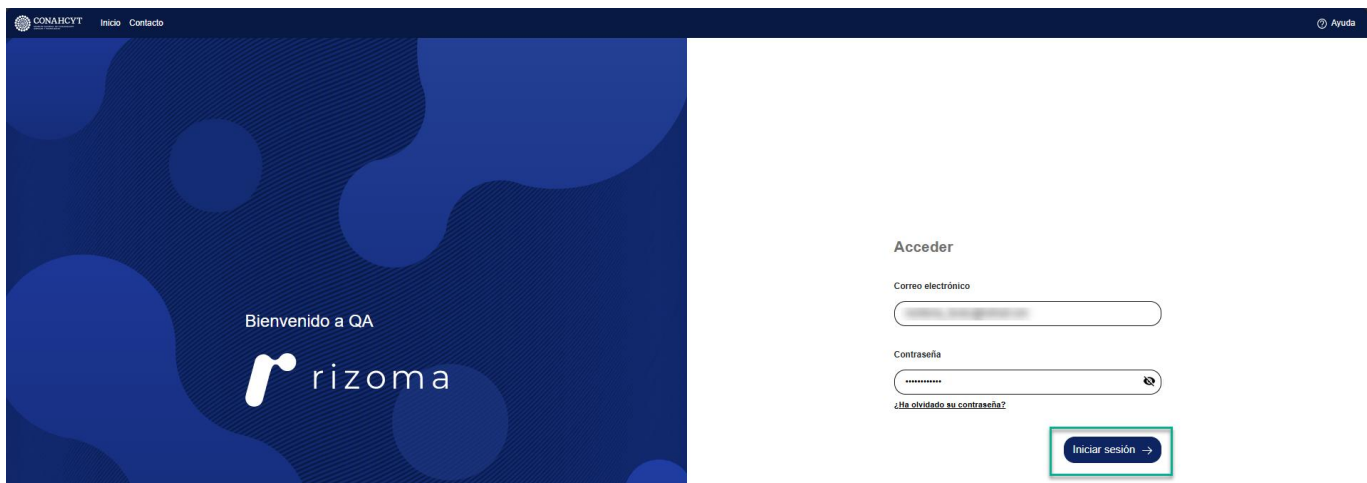 CONAHCYT Inicio Contacto Ayuda
Bienvenido a QA
rizoma
Acceder
Correo electrónico
Contraseña
............
¿Ha olvidado su contraseña?
Iniciar sesión →